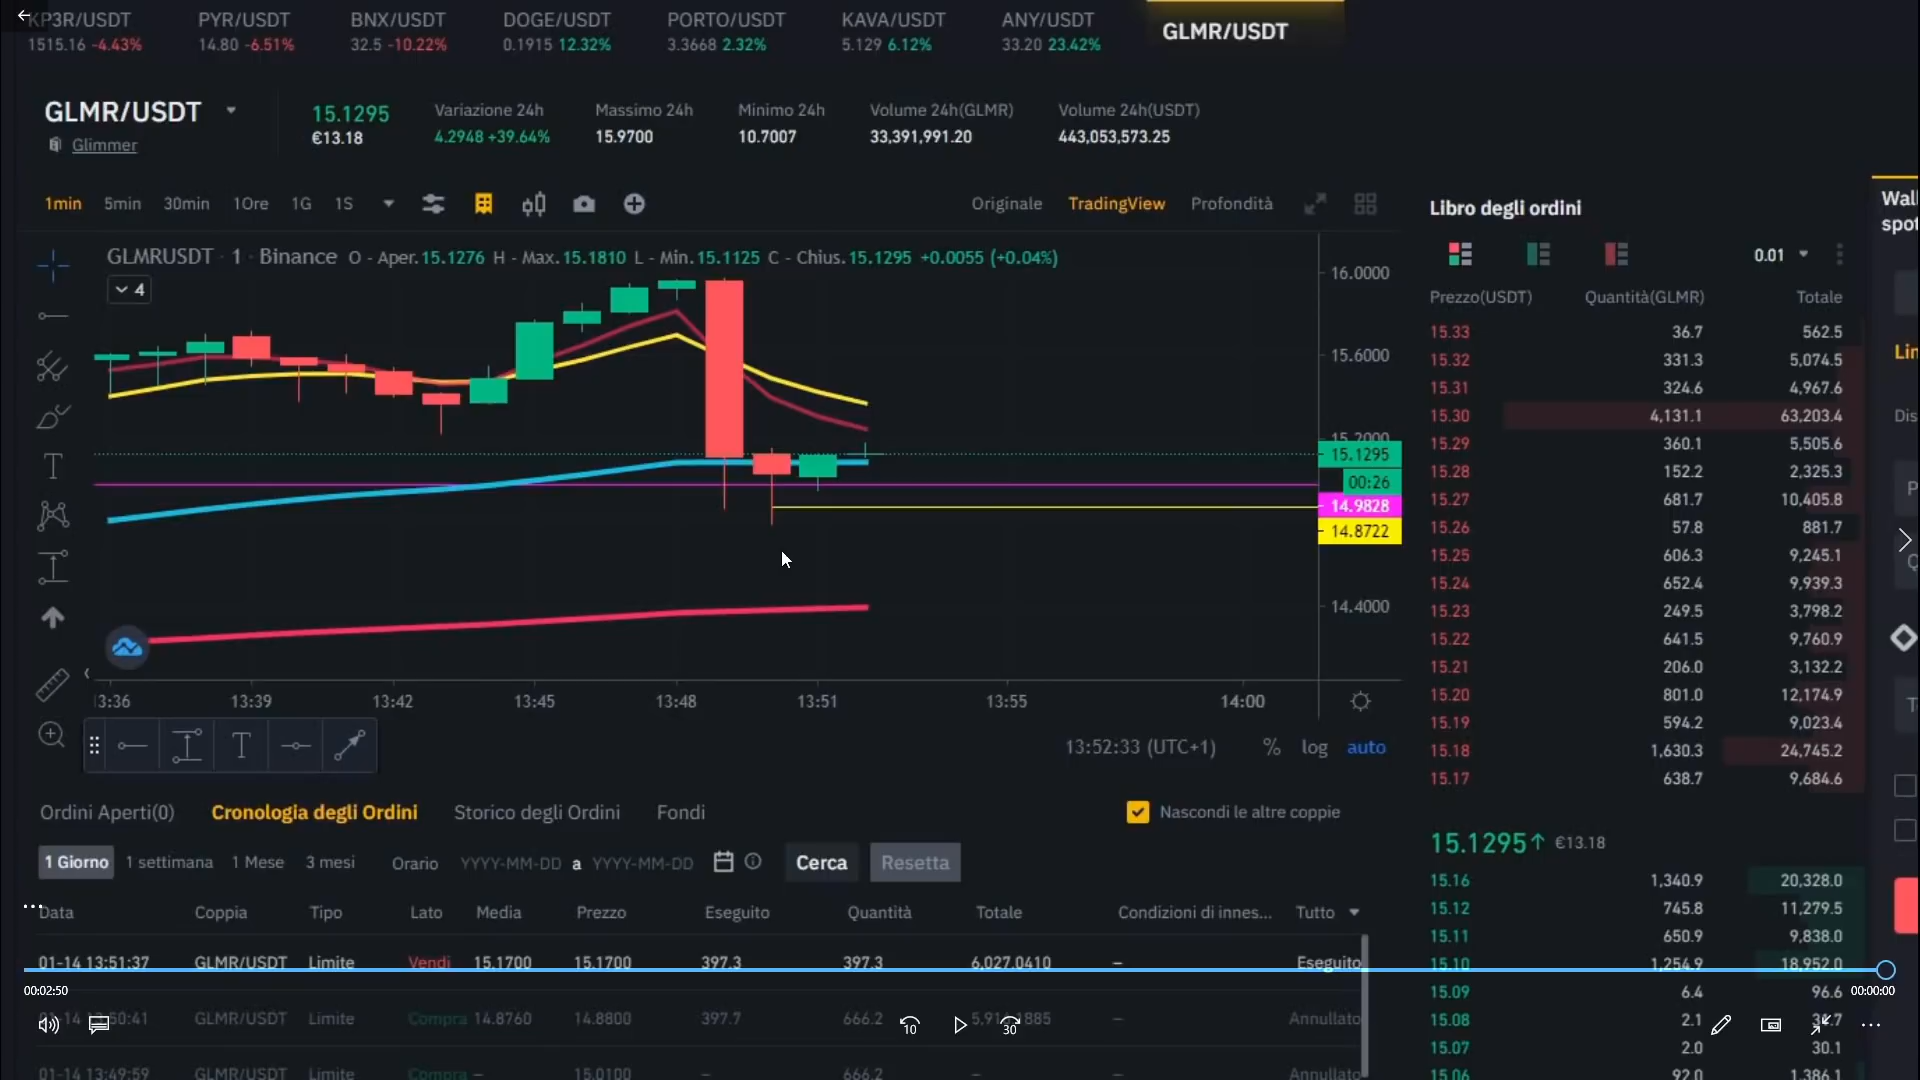 KP3R/USDT PYR/USDT BNX/USDT DOGE/USDT PORTO/USDT KAVA/USDT ANY/USDT GLMR/USDT
1515.16 -4.43% 14.80 -6.51% 32.5 -10.22% 0.1915 12.32% 3.3668 2.32% 5.129 6.12% 33.20 23.42%
GLMR/USDT 15.1295 Variazione 24h Massimo 24h Minimo 24h Volume 24h(GLMR) Volume 24h(USDT)
Glimmer €13.18 4.2948 +39.64% 15.9700 10.7007 33,391,991.20 443,053,573.25
1min 5min 30min 1Ore 1G 1S Originale TradingView Profondità
GLMRUSDT · 1 · Binance O - Aper.15.1276 H - Max.15.1810 L - Min.15.1125 C - Chius.15.1295 +0.0055 (+0.04%)
4
16.0000
15.6000
15.2000
15.1295
00:26
14.9828
14.8722
14.4000
13:36 13:39 13:42 13:45 13:48 13:51 13:55 14:00
T
T
13:52:33 (UTC+1) % log auto
Libro degli ordini
0.01
Prezzo(USDT) Quantità(GLMR) Totale
15.33 36.7 562.5
15.32 331.3 5,074.5
15.31 324.6 4,967.6
15.30 4,131.1 63,203.4
15.29 360.1 5,505.6
15.28 152.2 2,325.3
15.27 681.7 10,405.8
15.26 57.8 881.7
15.25 606.3 9,245.1
15.24 652.4 9,939.3
15.23 249.5 3,798.2
15.22 641.5 9,760.9
15.21 206.0 3,132.2
15.20 801.0 12,174.9
15.19 594.2 9,023.4
15.18 1,630.3 24,745.2
15.17 638.7 9,684.6
15.1295↑ €13.18
15.16 1,340.9 20,328.0
15.12 745.8 11,279.5
15.11 650.9 9,838.0
15.10 1,254.9 18,952.0
15.09 6.4 96.6
15.08 2.1
15.07 2.0 30.1
15.06 92.0 1,386.1
Wall
spot
Lin
Dis
P
Q
T
Ordini Aperti(0) Cronologia degli Ordini Storico degli Ordini Fondi Nascondi le altre coppie
1 Giorno 1 settimana 1 Mese 3 mesi Orario YYYY-MM-DD a YYYY-MM-DD Cerca Resetta
Data Coppia Tipo Lato Media Prezzo Eseguito Quantità Totale Condizioni di innes... Tutto
01-14 13:51:37 GLMR/USDT Limite Vendi 15.1700 15.1700 397.3 397.3 6,027.0410 – Eseguito
00:02:50 00:00:00
GLMR/USDT Limite Compra 14.8760 14.8800 397.7 666.2 – Annullato
10 30
01-14 13:49:59 GLMR/USDT Limite Compra – 15.0100 – 666.2 – – Annullato